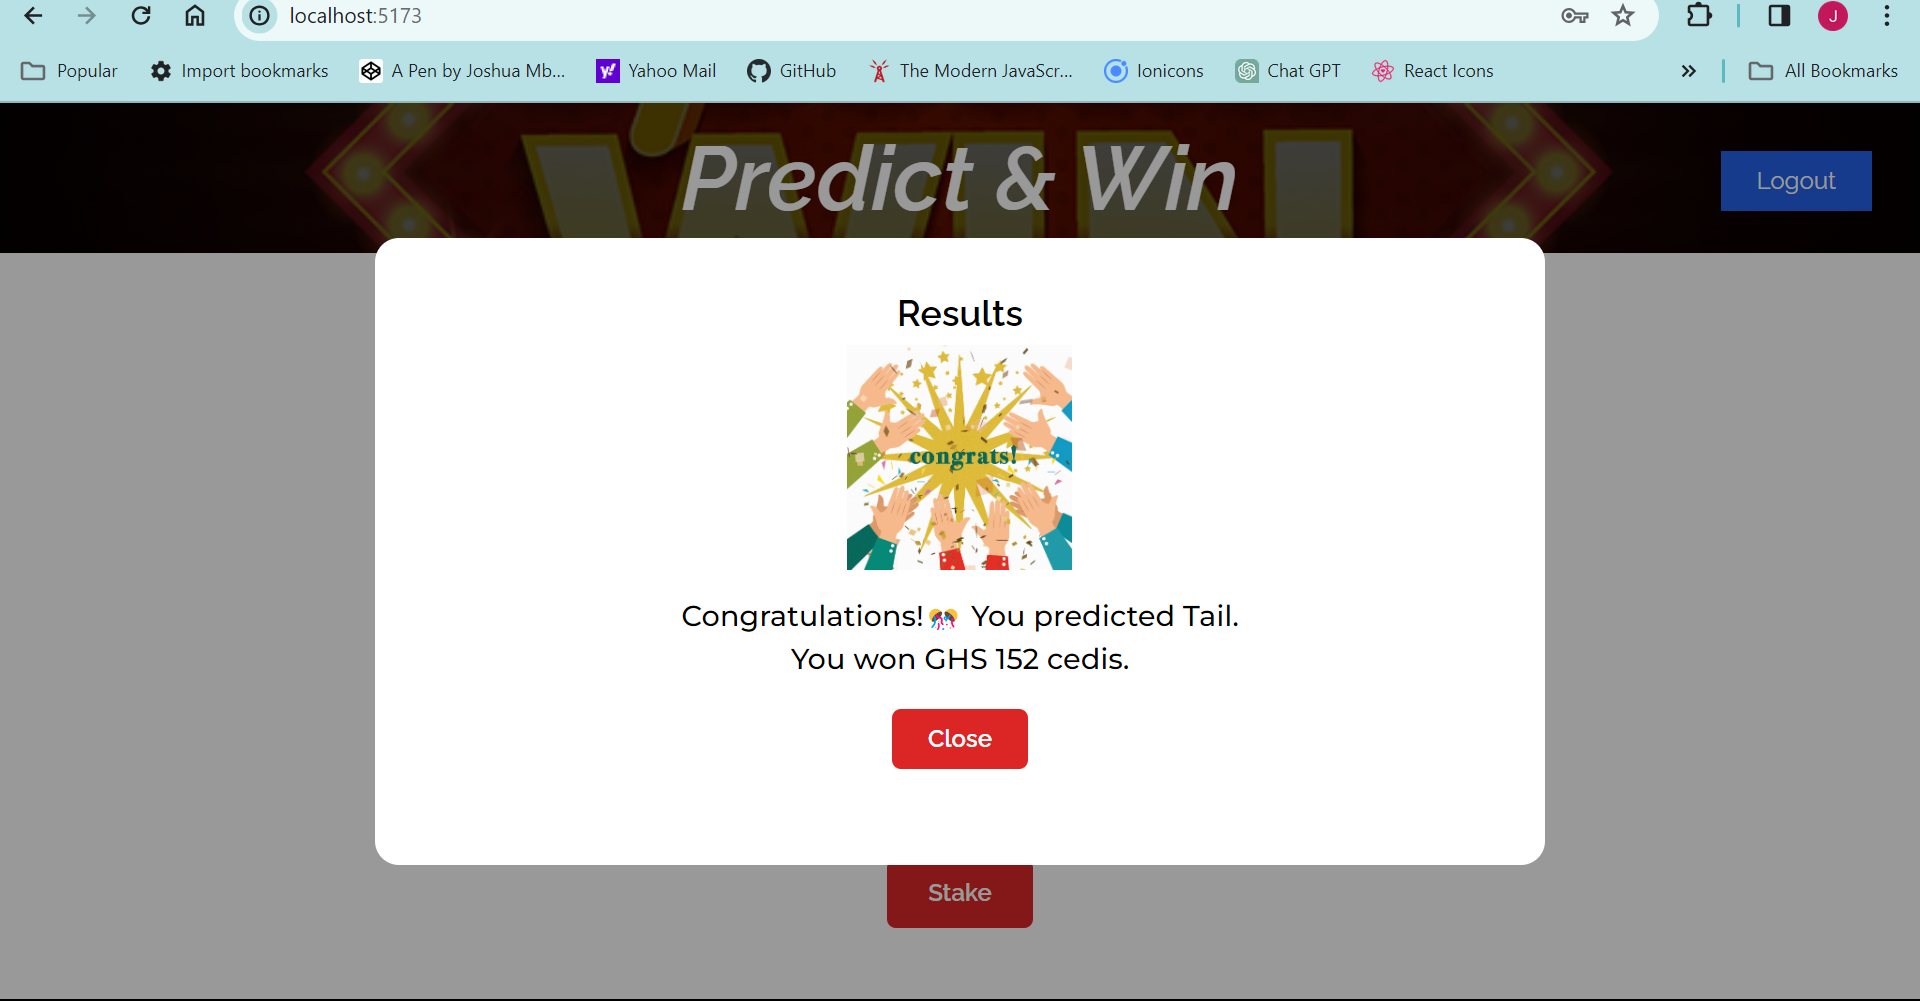 localhost:5173
J
Popular
Import bookmarks
A Pen by Joshua Mb...
Yahoo Mail
GitHub
The Modern JavaScr...
Ionicons
Chat GPT
React Icons
All Bookmarks
WIN
Predict & Win
Logout
Results
congrats!
Congratulations!🎊 You predicted Tail.
You won GHS 152 cedis.
Close
Stake